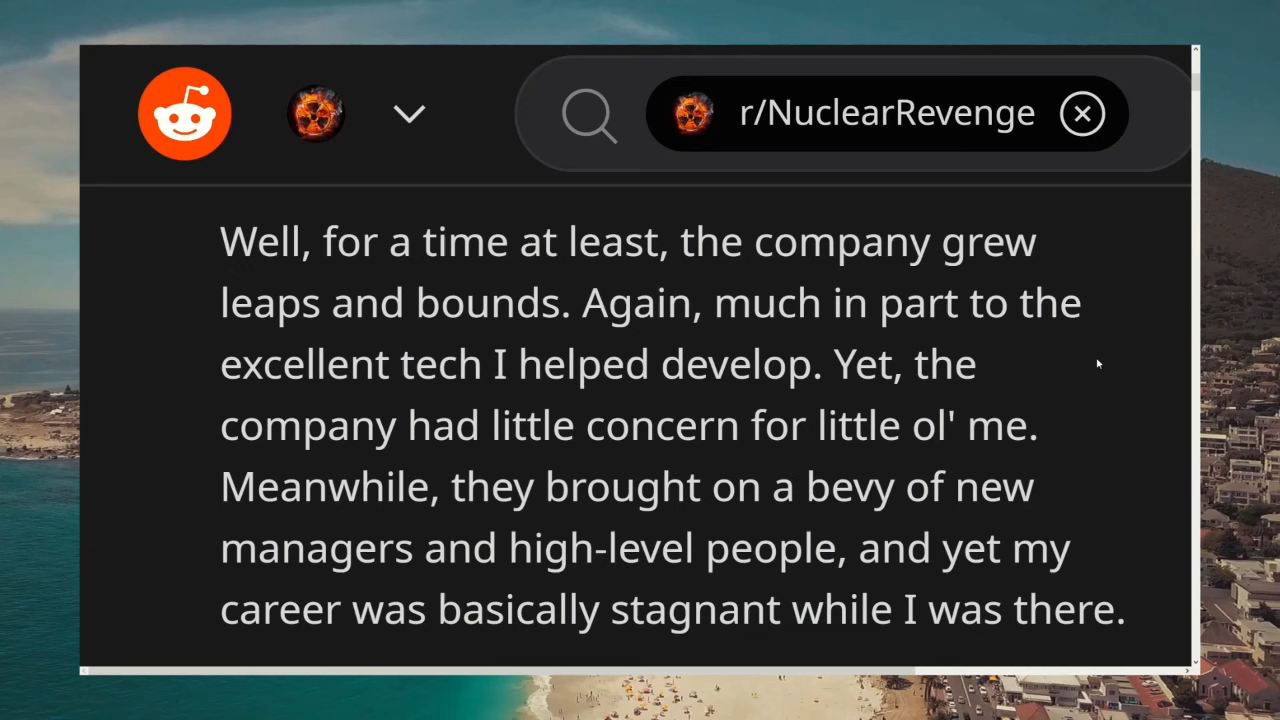 r/NuclearRevenge
Well, for a time at least, the company grew
leaps and bounds. Again, much in part to the
excellent tech I helped develop. Yet, the
company had little concern for little ol' me.
Meanwhile, they brought on a bevy of new
managers and high-level people, and yet my
career was basically stagnant while I was there.